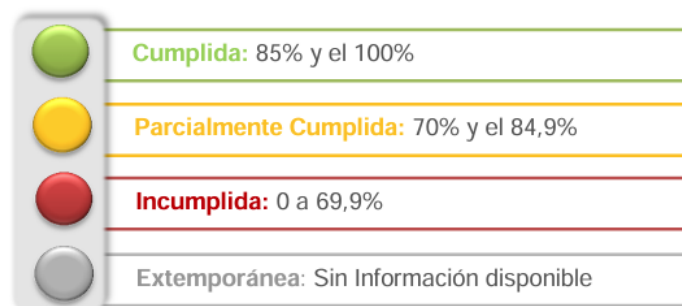 Cumplida: 85% y el 100%
Parcialmente Cumplida: 70% y el 84,9%
Incumplida: 0 a 69,9%
Extemporánea: Sin Información disponible